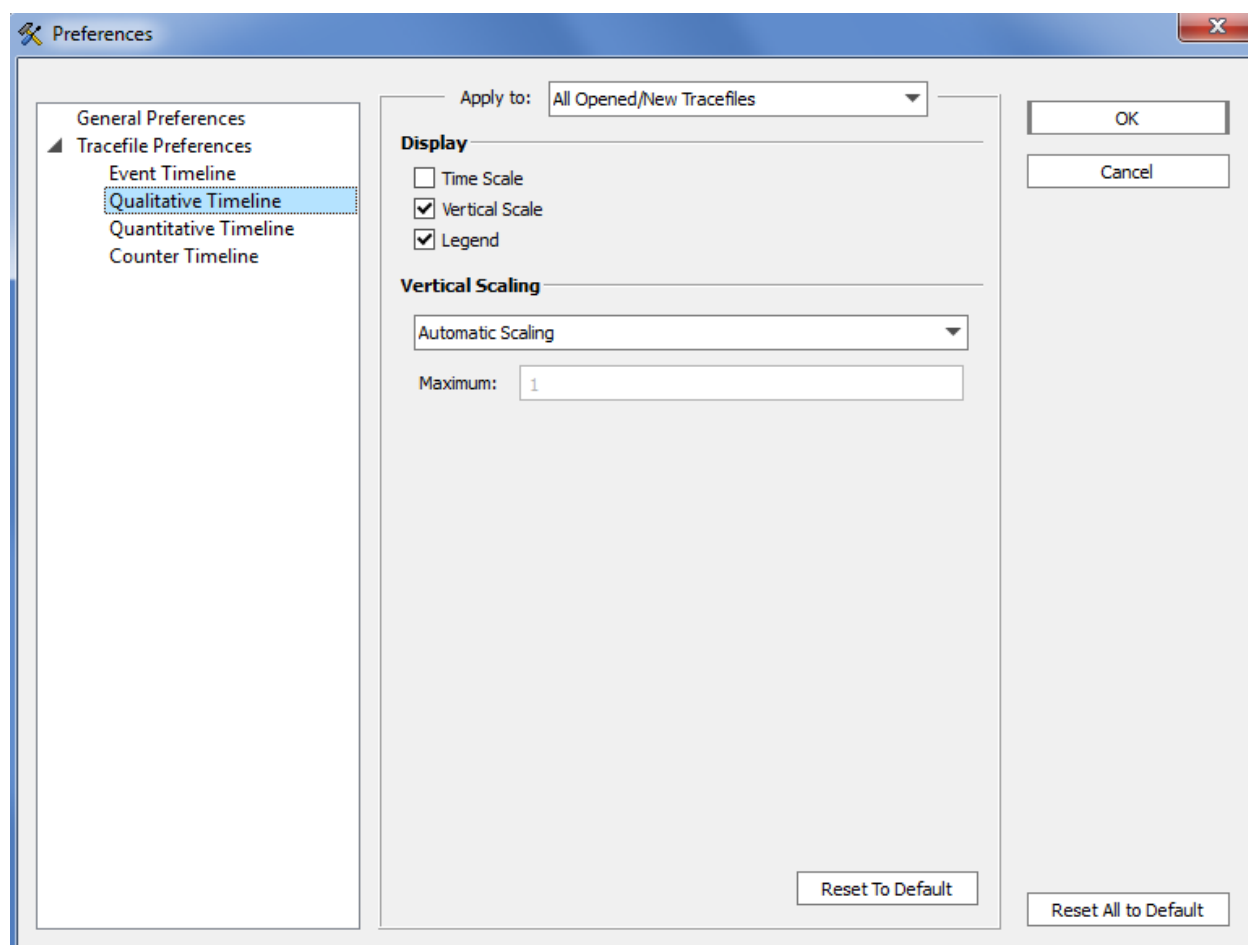 Preferences
X
General Preferences
Tracefile Preferences
Event Timeline
Qualitative Timeline
Quantitative Timeline
Counter Timeline
Apply to: All Opened/New Tracefiles
Display
Time Scale
Vertical Scale
Legend
Vertical Scaling
Automatic Scaling
Maximum: 1
Reset To Default
OK
Cancel
Reset All to Default